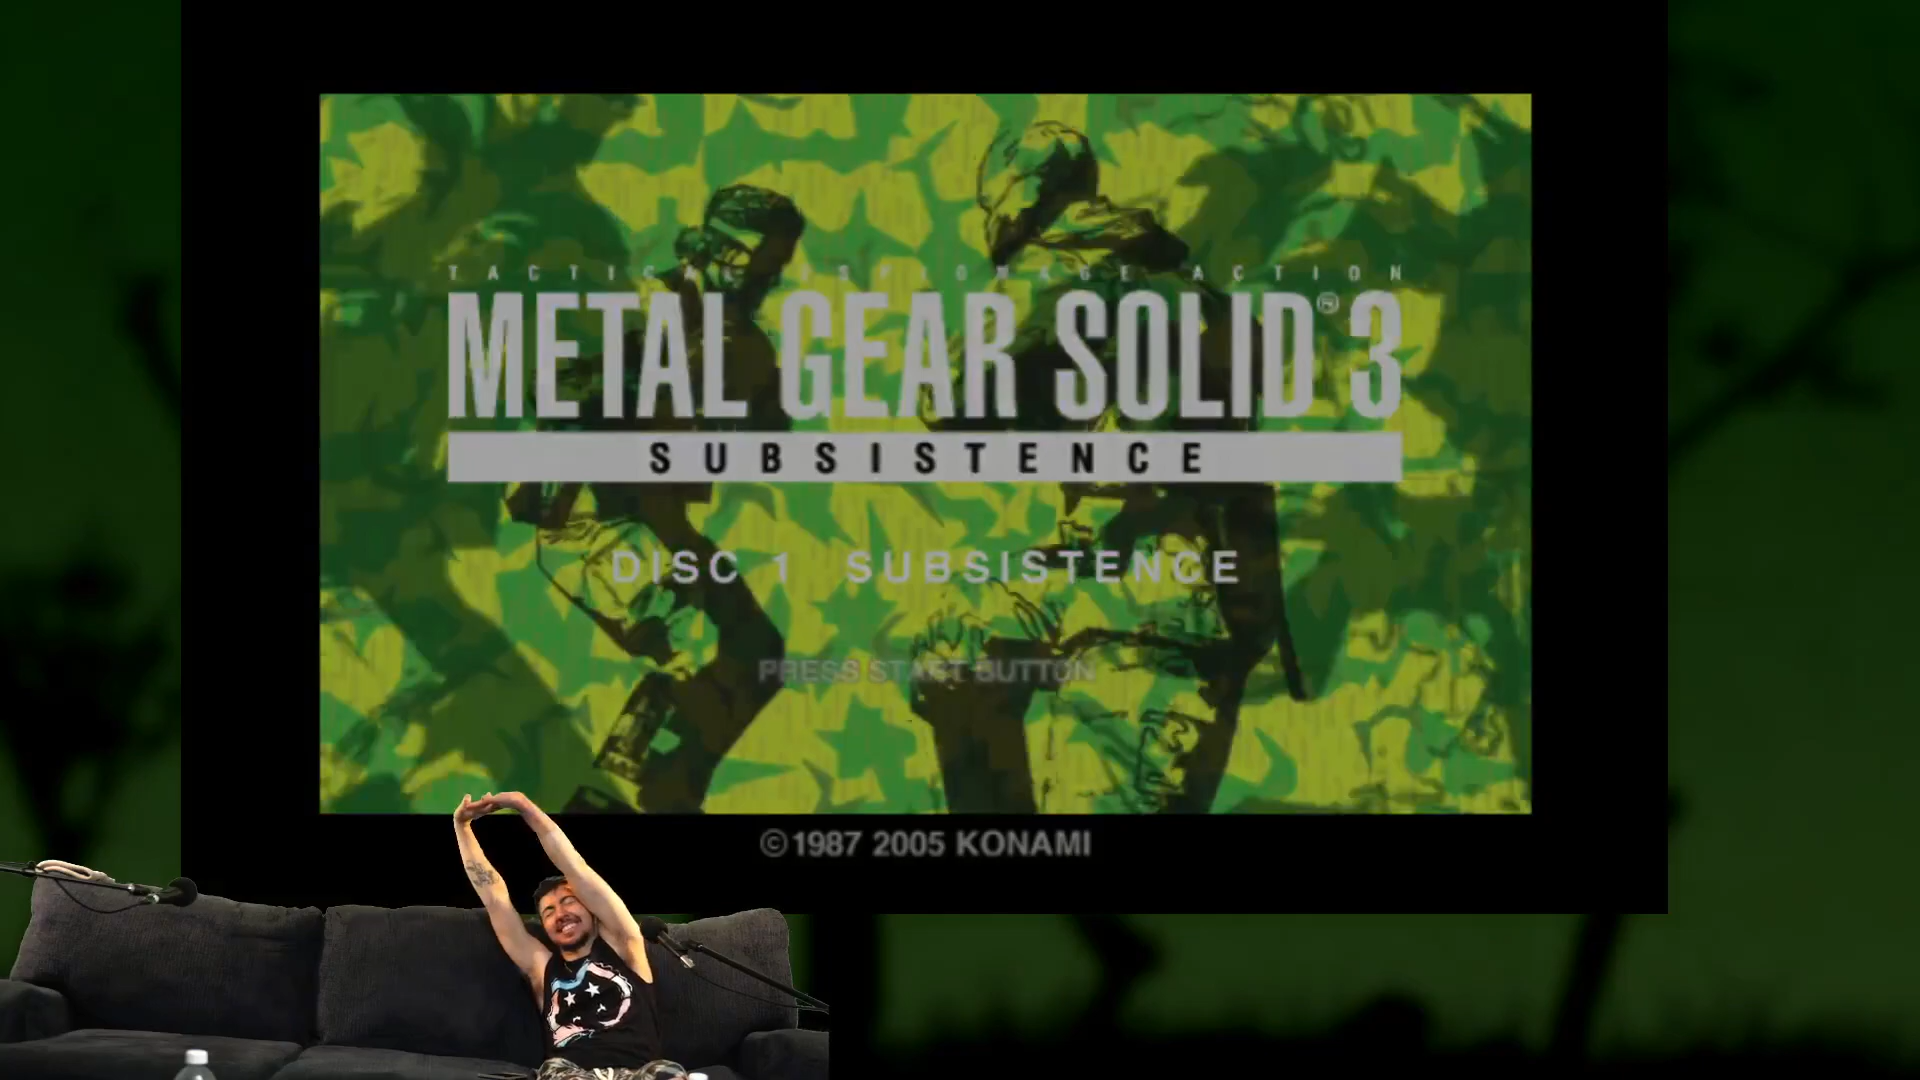 TACTICAL ESPIONAGE ACTION
METAL GEAR SOLID® 3
SUBSISTENCE
DISC 1 SUBSISTENCE
PRESS START BUTTON
©1987 2005 KONAMI